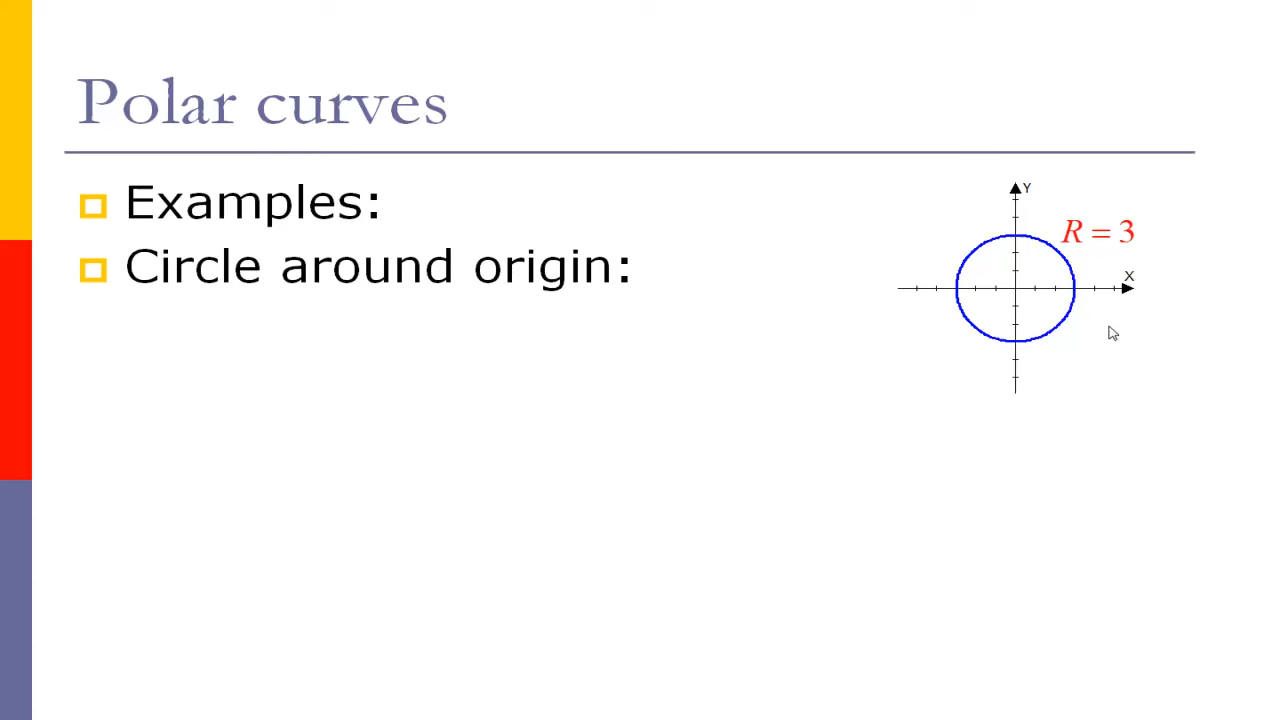 Polar curves
Examples:
Circle around origin:
Y
R = 3
X